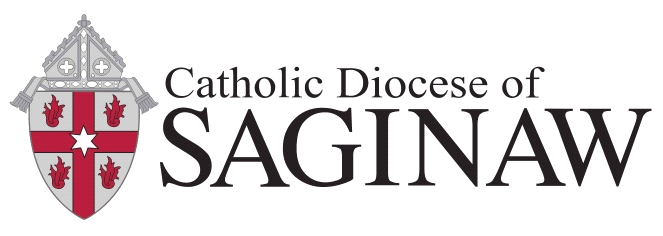 Catholic Diocese of
SAGINAW